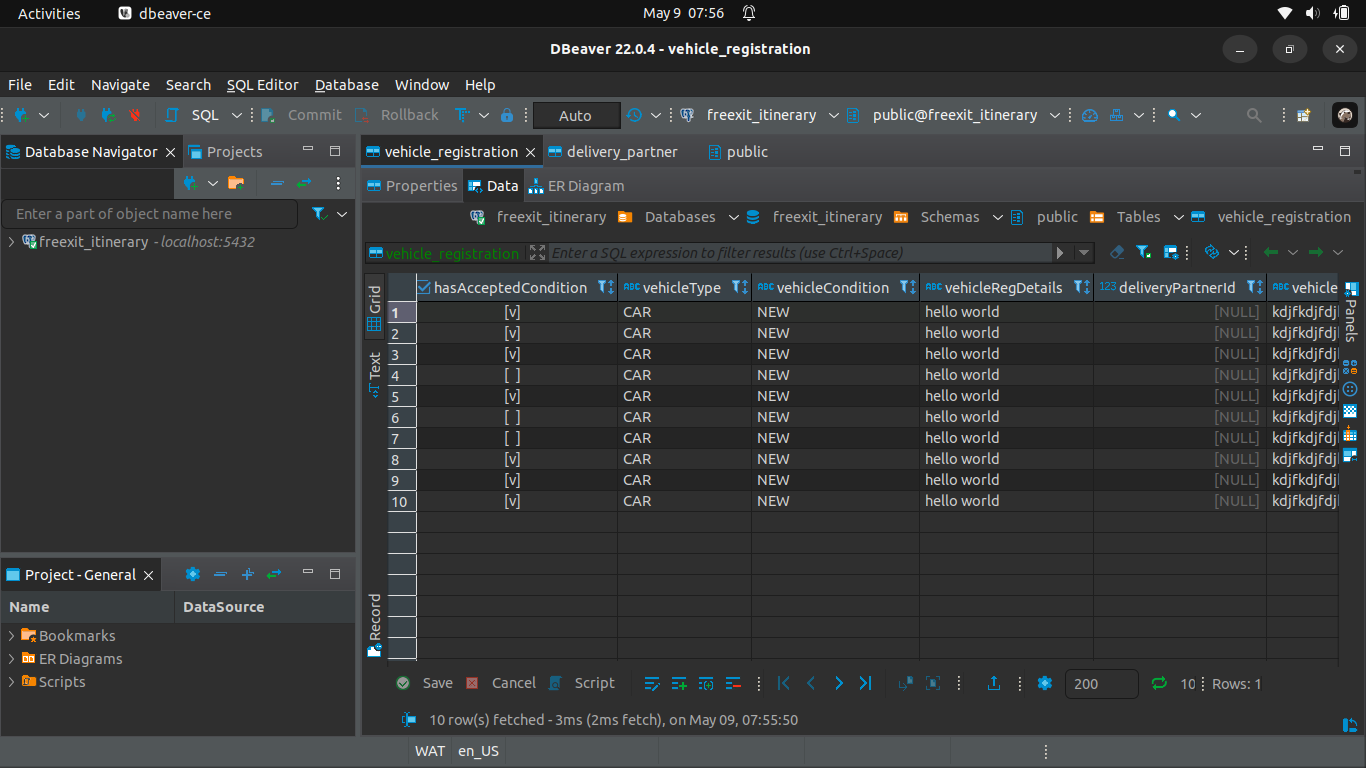 Activities dbeaver-ce May 9 07:56
DBeaver 22.0.4 - vehicle_registration
File Edit Navigate Search SQL Editor Database Window Help
SQL Commit Rollback T Auto freexit_itinerary public@freexit_itinerary
Database Navigator Projects
Enter a part of object name here
freexit_itinerary - localhost:5432
vehicle_registration delivery_partner public
Properties Data ER Diagram
freexit_itinerary Databases freexit_itinerary Schemas public Tables vehicle_registration
vehicle_registration Enter a SQL expression to filter results (use Ctrl+Space)
Grid
Text
Record
hasAcceptedCondition ABC vehicleType ABC vehicleCondition ABC vehicleRegDetails 123 deliveryPartnerId ABC vehicle
1 [v] CAR NEW hello world [NULL] kdjfkdjfdj
2 [v] CAR NEW hello world [NULL] kdjfkdjfdj
3 [v] CAR NEW hello world [NULL] kdjfkdjfdj
4 [ ] CAR NEW hello world [NULL] kdjfkdjfdj
5 [v] CAR NEW hello world [NULL] kdjfkdjfdj
6 [ ] CAR NEW hello world [NULL] kdjfkdjfdj
7 [ ] CAR NEW hello world [NULL] kdjfkdjfdj
8 [v] CAR NEW hello world [NULL] kdjfkdjfdj
9 [v] CAR NEW hello world [NULL] kdjfkdjfdj
10 [v] CAR NEW hello world [NULL] kdjfkdjfdj
Panels
Save Cancel Script 200 10 Rows: 1
10 row(s) fetched - 3ms (2ms fetch), on May 09, 07:55:50
Project - General
Name DataSource
Bookmarks
ER Diagrams
Scripts
WAT en_US